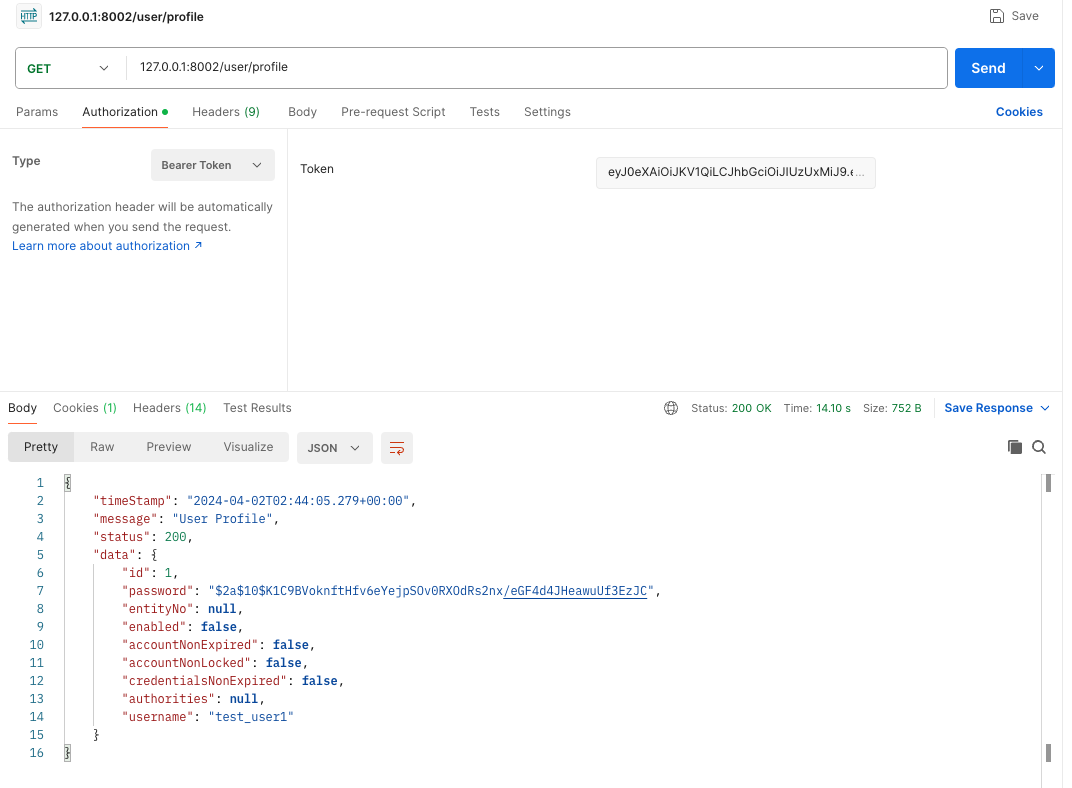 HTTP 127.0.0.1:8002/user/profile Save
GET 127.0.0.1:8002/user/profile Send
Params Authorization Headers (9) Body Pre-request Script Tests Settings Cookies
Type Bearer Token
Token eyJ0eXAiOiJKV1QiLCJhbGciOiJIUzUxMiJ9.e...
The authorization header will be automatically
generated when you send the request.
Learn more about authorization ↗
Body Cookies (1) Headers (14) Test Results Status: 200 OK Time: 14.10 s Size: 752 B Save Response
Pretty Raw Preview Visualize JSON
1 {
2 "timeStamp": "2024-04-02T02:44:05.279+00:00",
3 "message": "User Profile",
4 "status": 200,
5 "data": {
6 "id": 1,
7 "password": "$2a$10$K1C9BVoknftHfv6eYejpSOv0RXOdRs2nx/eGF4d4JHeawuUf3EzJC",
8 "entityNo": null,
9 "enabled": false,
10 "accountNonExpired": false,
11 "accountNonLocked": false,
12 "credentialsNonExpired": false,
13 "authorities": null,
14 "username": "test_user1"
15 }
16 }